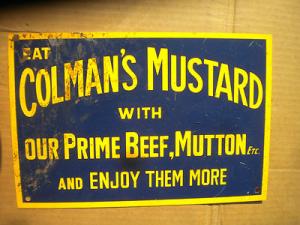 EAT
COLMAN'S MUSTARD
WITH
OUR PRIME BEEF, MUTTON Etc.
AND ENJOY THEM MORE